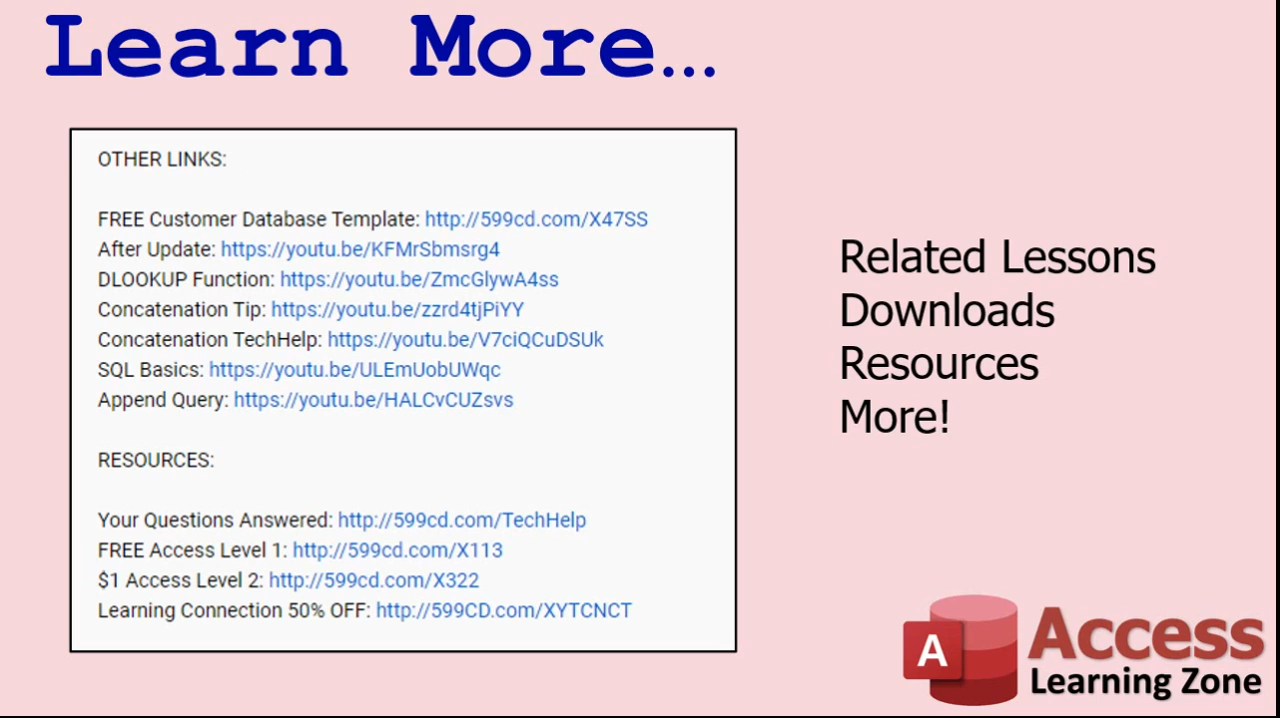 Learn More...
OTHER LINKS:
FREE Customer Database Template: http://599cd.com/X47SS
After Update: https://youtu.be/KFMrSbmsrg4
DLOOKUP Function: https://youtu.be/ZmcGlywA4ss
Concatenation Tip: https://youtu.be/zzrd4tjPiYY
Concatenation TechHelp: https://youtu.be/V7ciQCuDSUk
SQL Basics: https://youtu.be/ULEmUobUWqc
Append Query: https://youtu.be/HALCvCUZsvs
RESOURCES:
Your Questions Answered: http://599cd.com/TechHelp
FREE Access Level 1: http://599cd.com/X113
$1 Access Level 2: http://599cd.com/X322
Learning Connection 50% OFF: http://599CD.com/XYTCNCT
Related Lessons
Downloads
Resources
More!
A
Access
Learning Zone